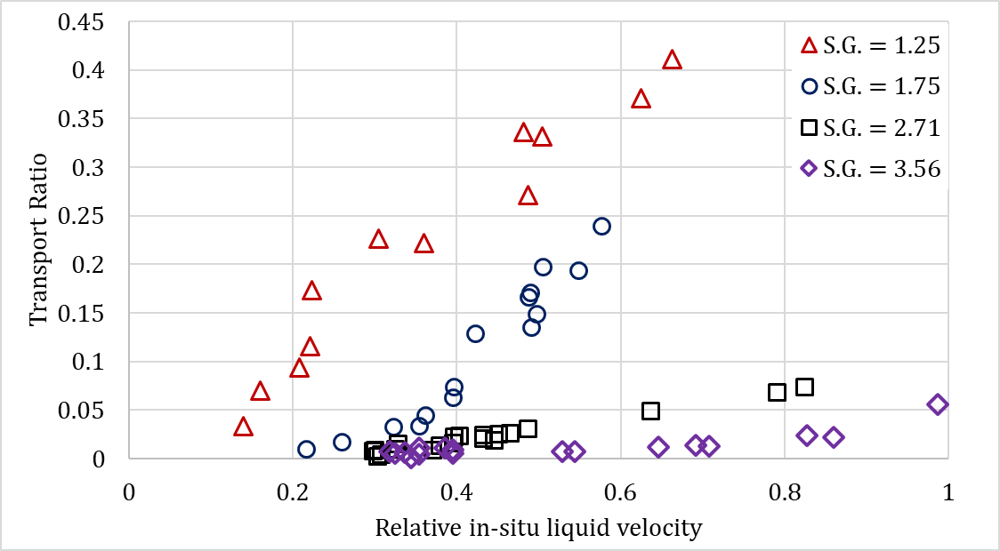 0.45
0.4
0.35
0.3
0.25
0.2
0.15
0.1
0.05
0
Transport Ratio
0 0.2 0.4 0.6 0.8 1
Relative in-situ liquid velocity
S.G. = 1.25
S.G. = 1.75
S.G. = 2.71
S.G. = 3.56